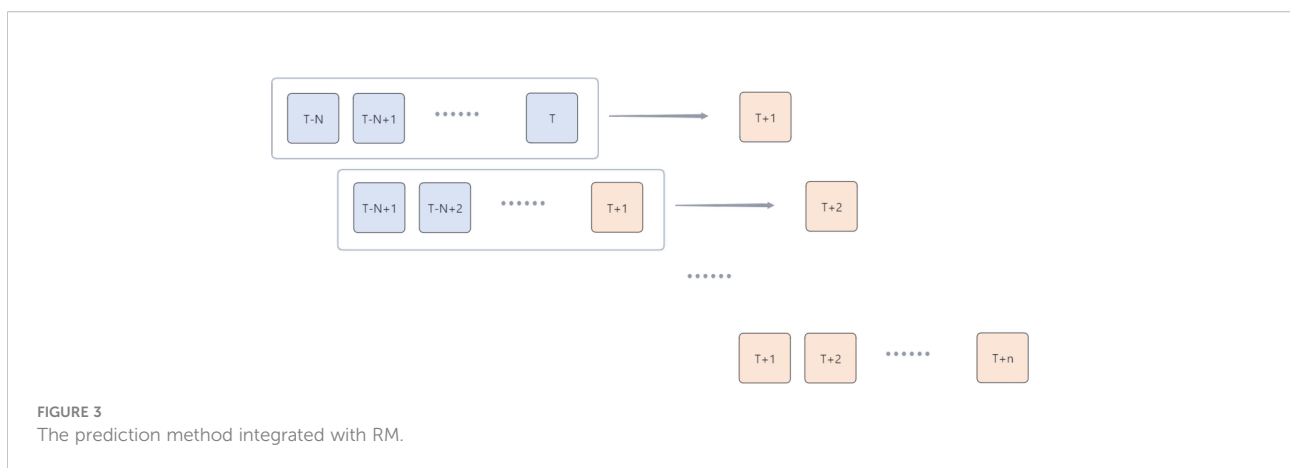 T-N T-N+1 ...... T T+1
T-N+1 T-N+2 ...... T+1 T+2
......
T+1 T+2 ...... T+n
FIGURE 3
The prediction method integrated with RM.